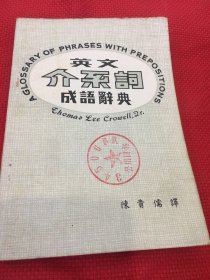 A GLOSSARY OF PHRASES WITH PREPOSITIONS
英文
介系詞
成語辭典
Thomas Lee Crowell, Jr.
陳貴儒譯